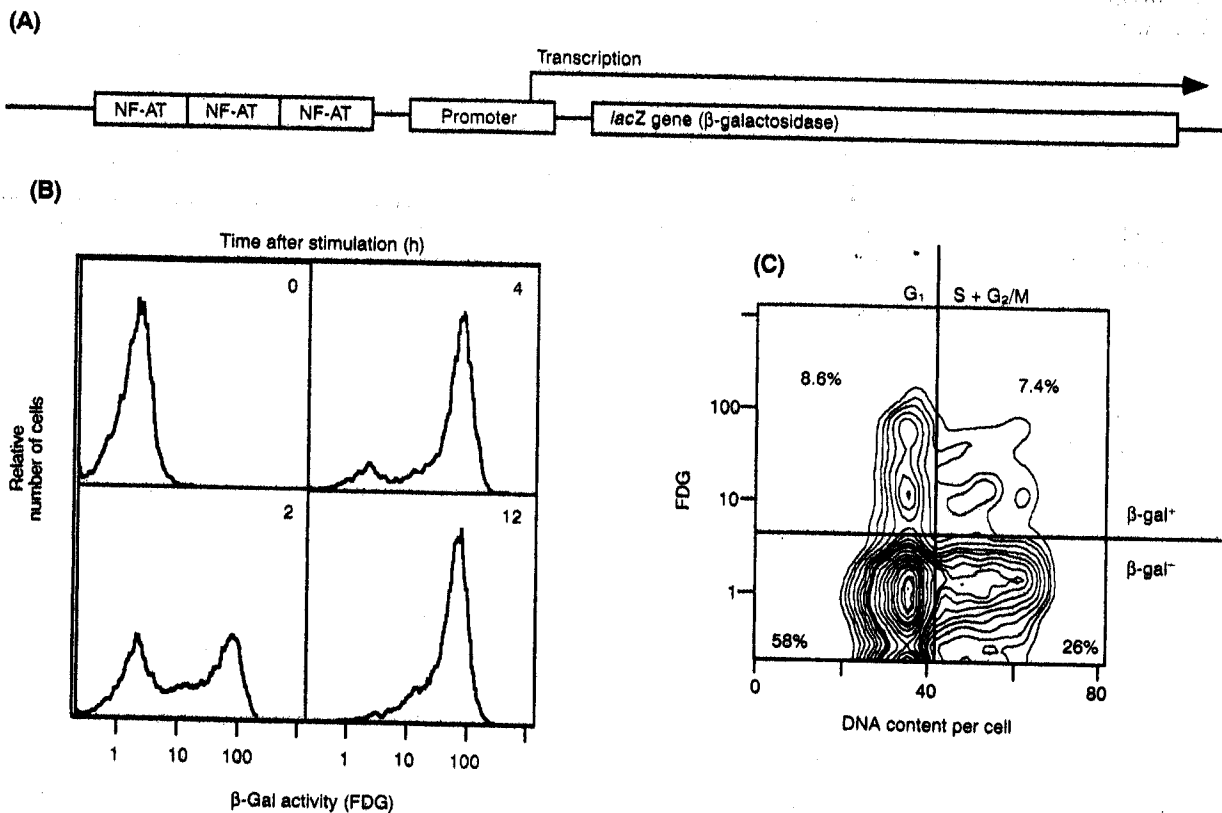 (A)
Transcription
NF-AT NF-AT NF-AT Promoter lacZ gene (β-galactosidase)
(B)
Time after stimulation (h)
0 4
2 12
Relative
number of cells
1 10 100 1 10 100
β-Gal activity (FDG)
(C)
G₁ S + G₂/M
8.6% 7.4%
100
10
1
FDG
β-gal⁺
β-gal⁻
58% 26%
0 40 80
DNA content per cell